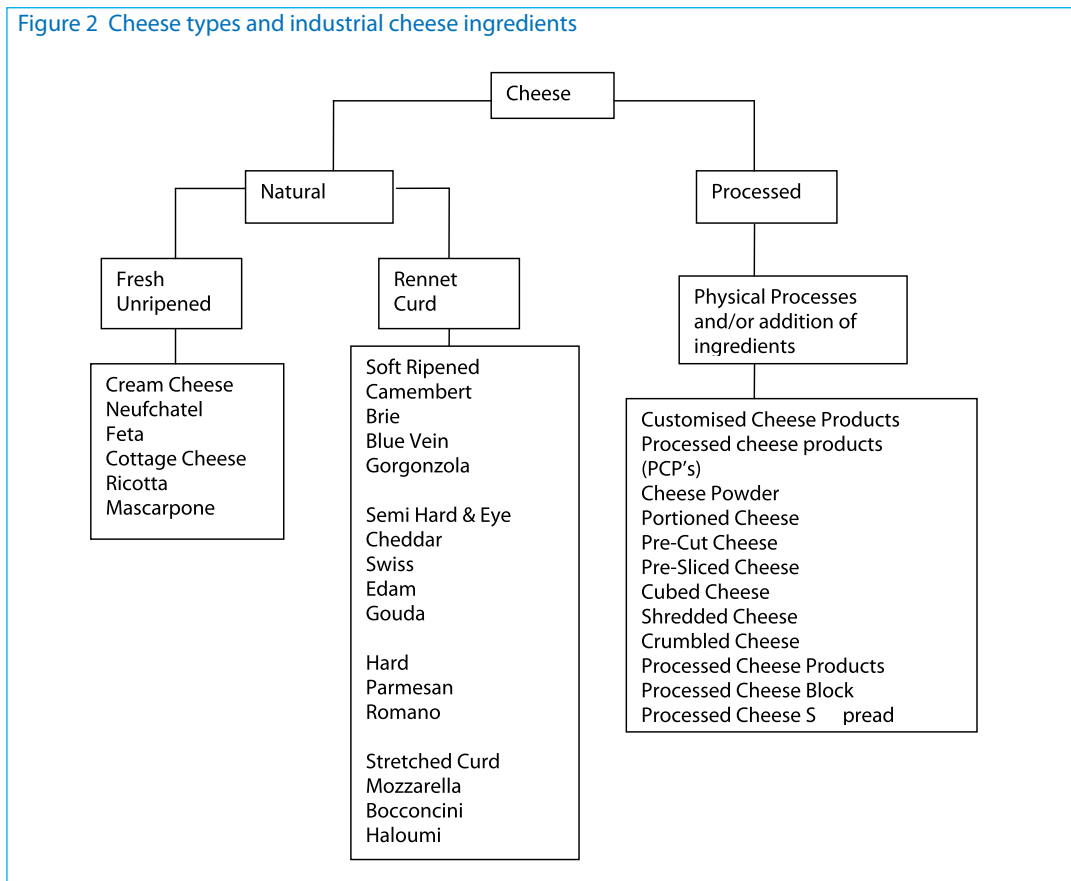 Figure 2 Cheese types and industrial cheese ingredients
Cheese
Natural
Processed
Fresh
Unripened
Rennet
Curd
Physical Processes
and/or addition of
ingredients
Cream Cheese
Neufchatel
Feta
Cottage Cheese
Ricotta
Mascarpone
Soft Ripened
Camembert
Brie
Blue Vein
Gorgonzola
Semi Hard & Eye
Cheddar
Swiss
Edam
Gouda
Hard
Parmesan
Romano
Stretched Curd
Mozzarella
Bocconcini
Haloumi
Customised Cheese Products
Processed cheese products
(PCP's)
Cheese Powder
Portioned Cheese
Pre-Cut Cheese
Pre-Sliced Cheese
Cubed Cheese
Shredded Cheese
Crumbled Cheese
Processed Cheese Products
Processed Cheese Block
Processed Cheese S pread